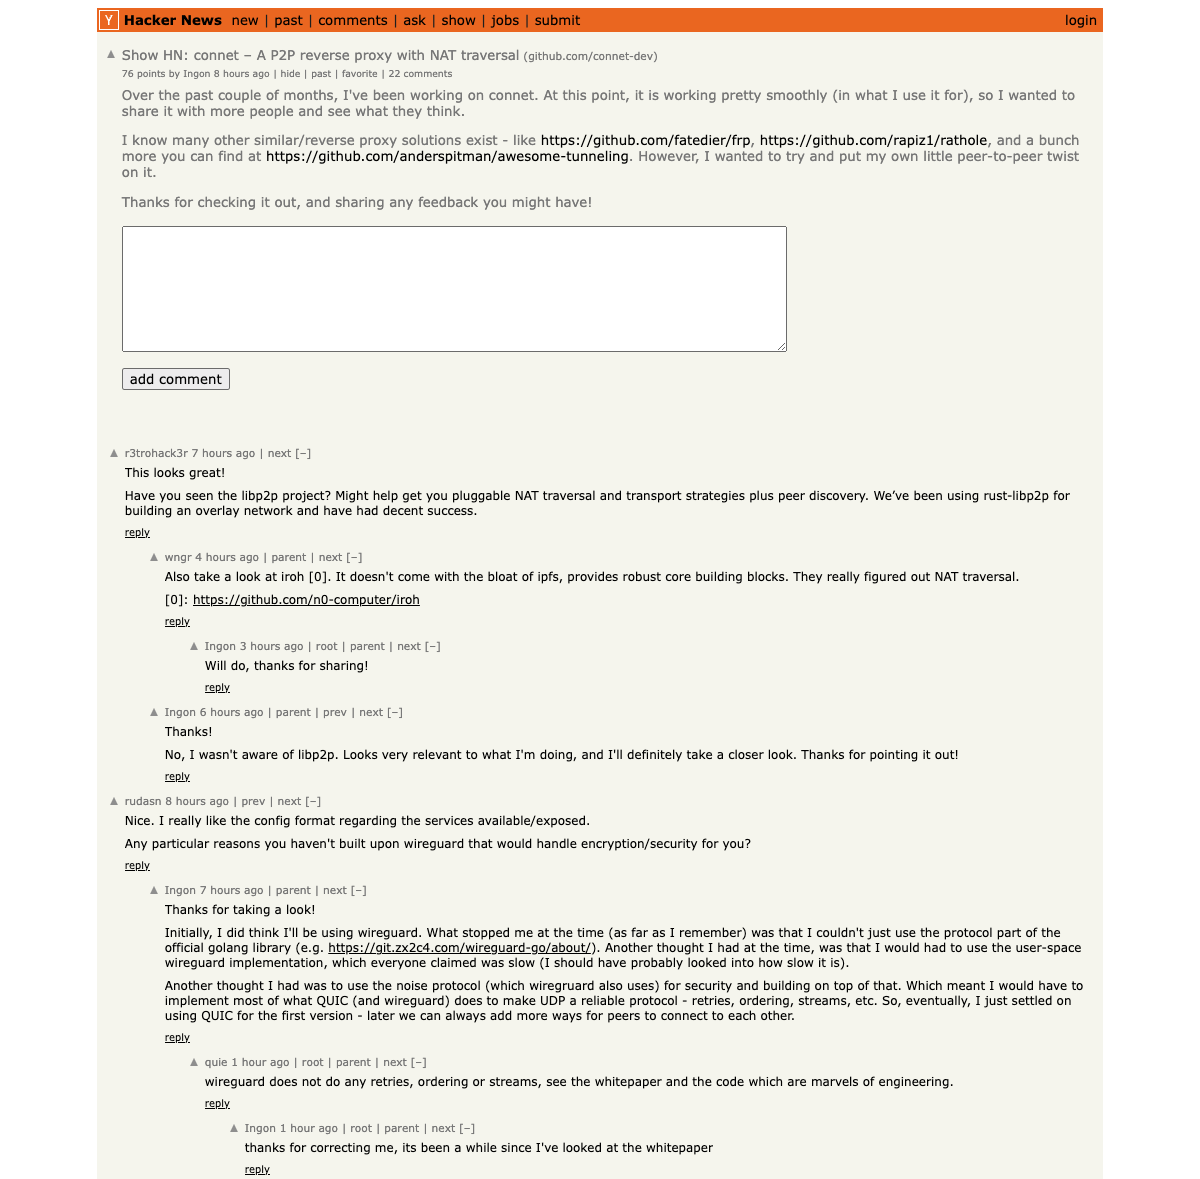 Y Hacker News new | past | comments | ask | show | jobs | submit login
▲ Show HN: connet – A P2P reverse proxy with NAT traversal (github.com/connet-dev)
76 points by Ingon 8 hours ago | hide | past | favorite | 22 comments
Over the past couple of months, I've been working on connet. At this point, it is working pretty smoothly (in what I use it for), so I wanted to
share it with more people and see what they think.
I know many other similar/reverse proxy solutions exist - like https://github.com/fatedier/frp, https://github.com/rapiz1/rathole, and a bunch
more you can find at https://github.com/anderspitman/awesome-tunneling. However, I wanted to try and put my own little peer-to-peer twist
on it.
Thanks for checking it out, and sharing any feedback you might have!
add comment
▲ r3trohack3r 7 hours ago | next [–]
This looks great!
Have you seen the libp2p project? Might help get you pluggable NAT traversal and transport strategies plus peer discovery. We’ve been using rust-libp2p for
building an overlay network and have had decent success.
reply
▲ wngr 4 hours ago | parent | next [–]
Also take a look at iroh [0]. It doesn't come with the bloat of ipfs, provides robust core building blocks. They really figured out NAT traversal.
[0]: https://github.com/n0-computer/iroh
reply
▲ Ingon 3 hours ago | root | parent | next [–]
Will do, thanks for sharing!
reply
▲ Ingon 6 hours ago | parent | prev | next [–]
Thanks!
No, I wasn't aware of libp2p. Looks very relevant to what I'm doing, and I'll definitely take a closer look. Thanks for pointing it out!
reply
▲ rudasn 8 hours ago | prev | next [–]
Nice. I really like the config format regarding the services available/exposed.
Any particular reasons you haven't built upon wireguard that would handle encryption/security for you?
reply
▲ Ingon 7 hours ago | parent | next [–]
Thanks for taking a look!
Initially, I did think I'll be using wireguard. What stopped me at the time (as far as I remember) was that I couldn't just use the protocol part of the
official golang library (e.g. https://git.zx2c4.com/wireguard-go/about/). Another thought I had at the time, was that I would had to use the user-space
wireguard implementation, which everyone claimed was slow (I should have probably looked into how slow it is).
Another thought I had was to use the noise protocol (which wiregruard also uses) for security and building on top of that. Which meant I would have to
implement most of what QUIC (and wireguard) does to make UDP a reliable protocol - retries, ordering, streams, etc. So, eventually, I just settled on
using QUIC for the first version - later we can always add more ways for peers to connect to each other.
reply
▲ quie 1 hour ago | root | parent | next [–]
wireguard does not do any retries, ordering or streams, see the whitepaper and the code which are marvels of engineering.
reply
▲ Ingon 1 hour ago | root | parent | next [–]
thanks for correcting me, its been a while since I've looked at the whitepaper
reply